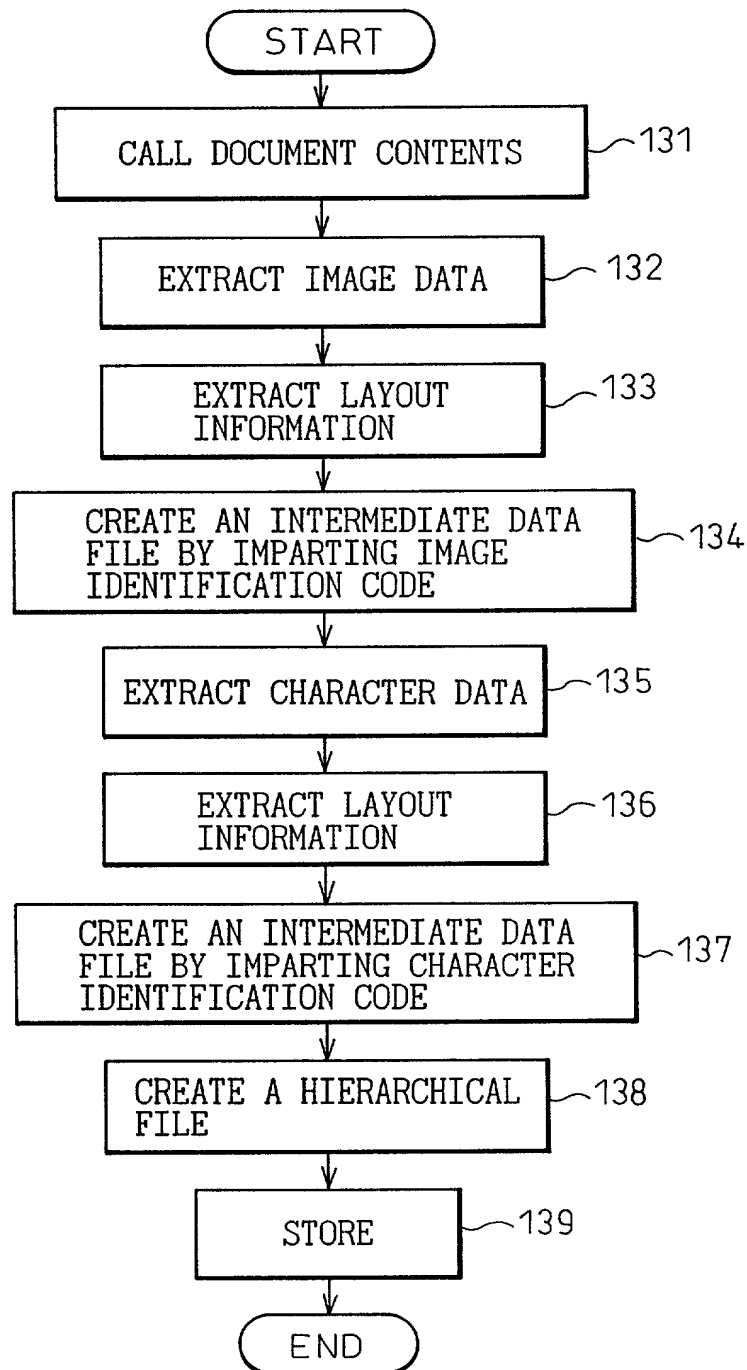 START
CALL DOCUMENT CONTENTS
131
EXTRACT IMAGE DATA
132
EXTRACT LAYOUT
INFORMATION
133
CREATE AN INTERMEDIATE DATA
FILE BY IMPARTING IMAGE
IDENTIFICATION CODE
134
EXTRACT CHARACTER DATA
135
EXTRACT LAYOUT
INFORMATION
136
CREATE AN INTERMEDIATE DATA
FILE BY IMPARTING CHARACTER
IDENTIFICATION CODE
137
CREATE A HIERARCHICAL
FILE
138
STORE
139
END